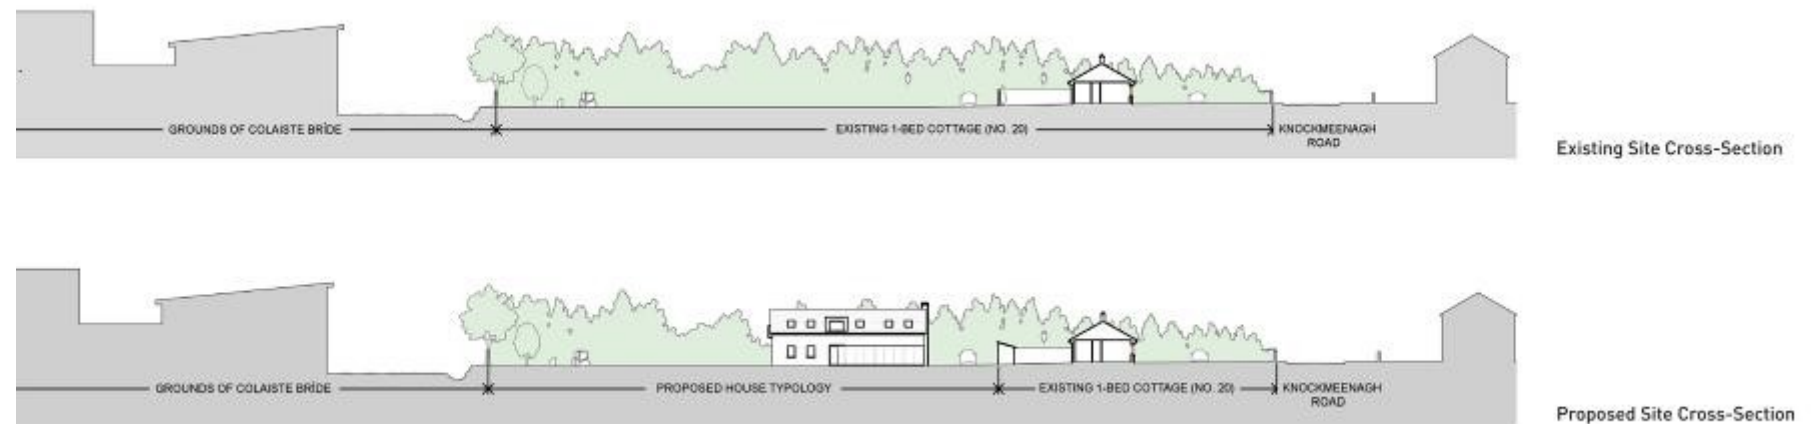 GROUNDS OF COLAISTE BRÍDE
EXISTING 1-BED COTTAGE (NO. 20)
KNOCKMEENAGH
ROAD
Existing Site Cross-Section
GROUNDS OF COLAISTE BRÍDE
PROPOSED HOUSE TYPOLOGY
EXISTING 1-BED COTTAGE (NO. 20)
KNOCKMEENAGH
ROAD
Proposed Site Cross-Section